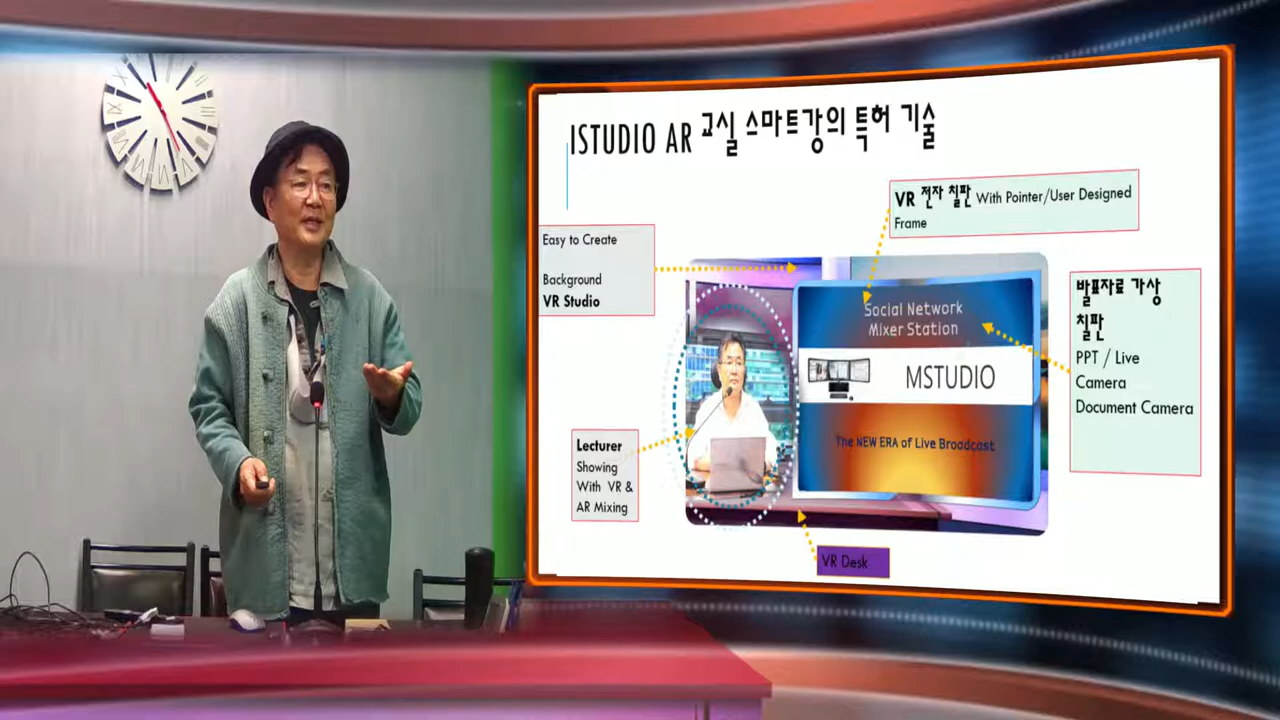 ISTUDIO AR 교실 스마트강의 특허 기술
VR 전자 칠판 With Pointer/User Designed
Frame
Easy to Create
Background
VR Studio
발표자료 가상
칠판
PPT / Live
Camera
Document Camera
Social Network
Mixer Station
MSTUDIO
The NEW ERA of Live Broadcast
Lecturer
Showing
With VR &
AR Mixing
VR Desk